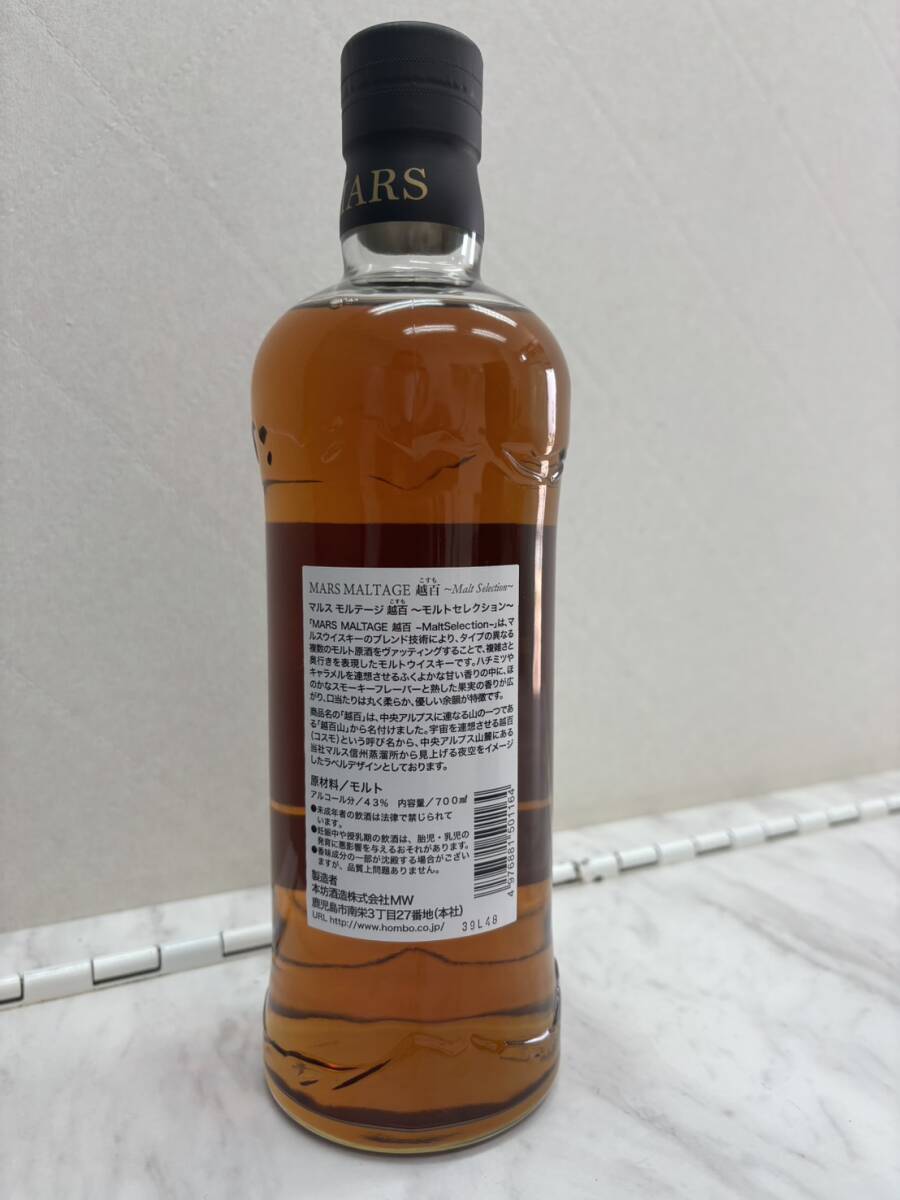 MARS
こすも
MARS MALTAGE 越百 ~Malt Selection~
こすも
マルス モルテージ 越百 ～モルトセレクション～
「MARS MALTAGE 越百 ~MaltSelection~」は、マ
ルスウイスキーのブレンド技術により、タイプの異なる
複数のモルト原酒をヴァッティングすることで、複雑さと
奥行きを表現したモルトウイスキーです。ハチミツや
キャラメルを連想させるふくよかな甘い香りの中に、ほ
のかなスモーキーフレーバーと熟した果実の香りが広
がり、口当たりは丸く柔らか、優しい余韻が特徴です。
商品名の「越百」は、中央アルプスに連なる山の一つであ
る「越百山」から名付けました。宇宙を連想させる越百
(コスモ)という呼び名から、中央アルプス山麓にある
当社マルス信州蒸溜所から見上げる夜空をイメージ
したラベルデザインとしております。
原材料／モルト
アルコール分／43% 内容量／700㎖
●未成年者の飲酒は法律で禁じられて
います。
●妊娠中や授乳期の飲酒は、胎児・乳児の
発育に悪影響を与えるおそれがあります。
●香味成分の一部が沈殿する場合がござい
ますが、品質上問題ありません。
製造者
本坊酒造株式会社MW
鹿児島市南栄3丁目27番地(本社)
URL http://www.hombo.co.jp/
39L48
4976881501164